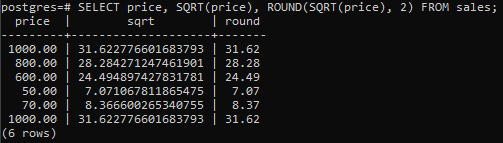 postgres=# SELECT price, SQRT(price), ROUND(SQRT(price), 2) FROM sales;
  price  |        sqrt        | round
---------+--------------------+-------
 1000.00 | 31.622776601683793 | 31.62
  800.00 | 28.284271247461901 | 28.28
  600.00 | 24.494897427831781 | 24.49
   50.00 |  7.071067811865475 |  7.07
   70.00 |  8.366600265340755 |  8.37
 1000.00 | 31.622776601683793 | 31.62
(6 rows)